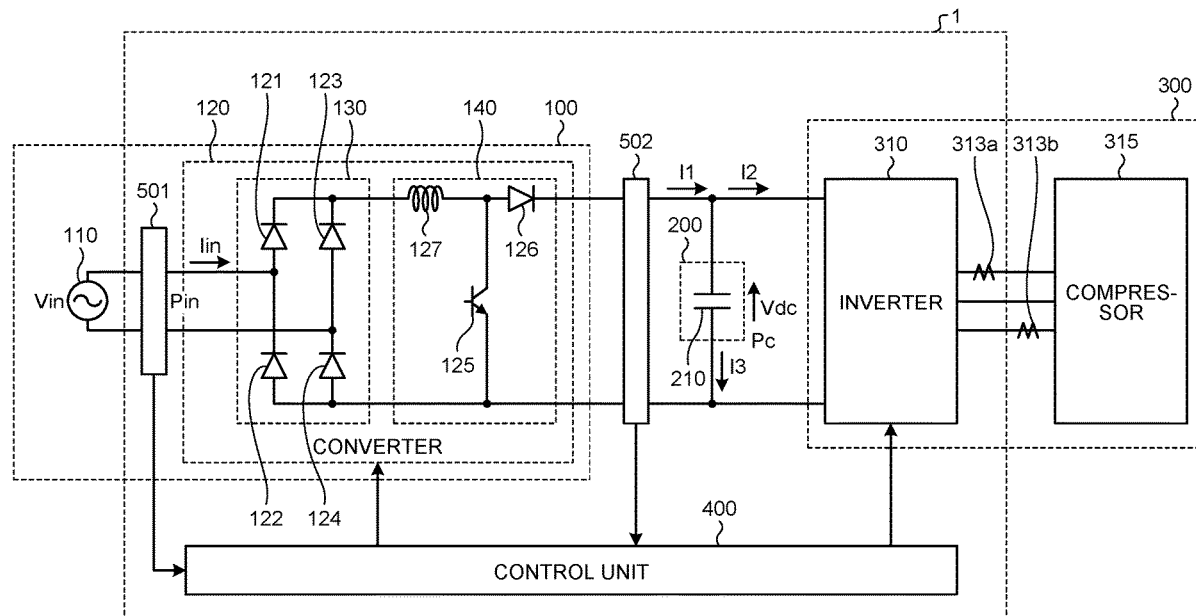 1
121
123
300
120
130
140
100
310
313a
313b
315
502
I1
I2
501
110
Iin
127
126
200
Vin
Pin
INVERTER
COMPRES-
SOR
Vdc
125
Pc
210
I3
CONVERTER
122
124
400
CONTROL UNIT